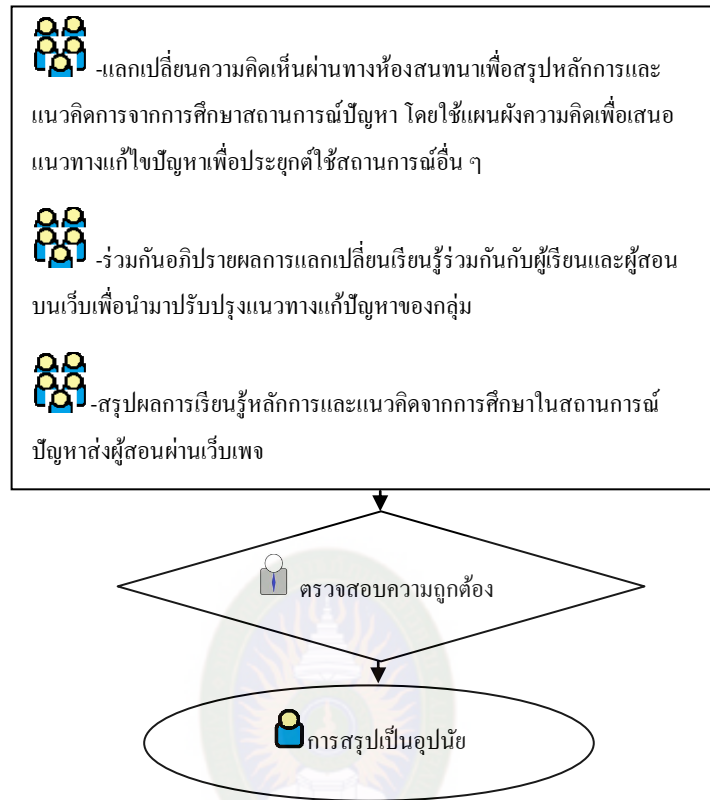 -แลกเปลี่ยนความคิดเห็นผ่านทางห้องสนทนาเพื่อสรุปหลักการและ
แนวคิดการจากการศึกษาสถานการณ์ปัญหา โดยใช้แผนผังความคิดเพื่อเสนอ
แนวทางแก้ไขปัญหาเพื่อประยุกต์ใช้สถานการณ์อื่น ๆ
-ร่วมกันอภิปรายผลการแลกเปลี่ยนเรียนรู้ร่วมกันกับผู้เรียนและผู้สอน
บนเว็บเพื่อนำมาปรับปรุงแนวทางแก้ปัญหาของกลุ่ม
-สรุปผลการเรียนรู้หลักการและแนวคิดจากการศึกษาในสถานการณ์
ปัญหาส่งผู้สอนผ่านเว็บเพจ
ตรวจสอบความถูกต้อง
การสรุปเป็นอุปนัย